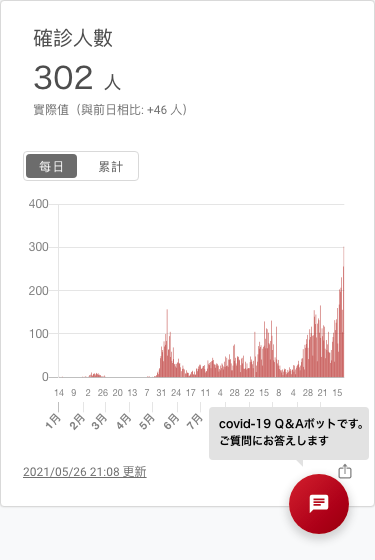 確診人數
302 人
實際值（與前日相比: +46 人）
每日 累計
400
300
200
100
0
14 9 2 26 20 13 7 31 24 17 11 4 28 22 15 8 4 28 21 15
1月 2月 3月 4月 5月 6月 7月
covid-19 Q&Aボットです。
ご質問にお答えします
2021/05/26 21:08 更新